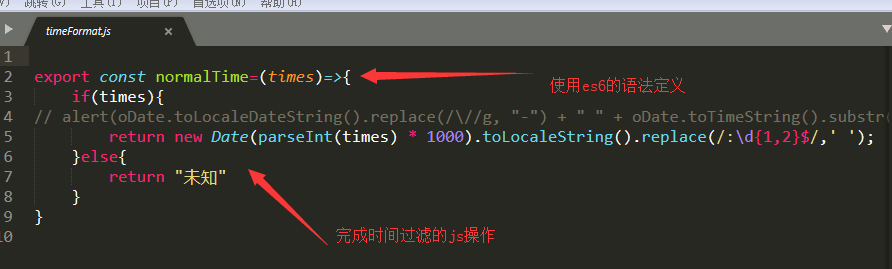 跳转(G) 工具(I) 项目(P) 首选项(N) 帮助(H)
timeFormat.js ×
1
2 export const normalTime=(times)=>{
使用es6的语法定义
3 if(times){
4 // alert(oDate.toLocaleDateString().replace(/\//g, "-") + " " + oDate.toTimeString().substr(
5 return new Date(parseInt(times) * 1000).toLocaleString().replace(/:\d{1,2}$/,' ');
6 }else{
7 return "未知"
8 }
9 }
完成时间过滤的js操作
10